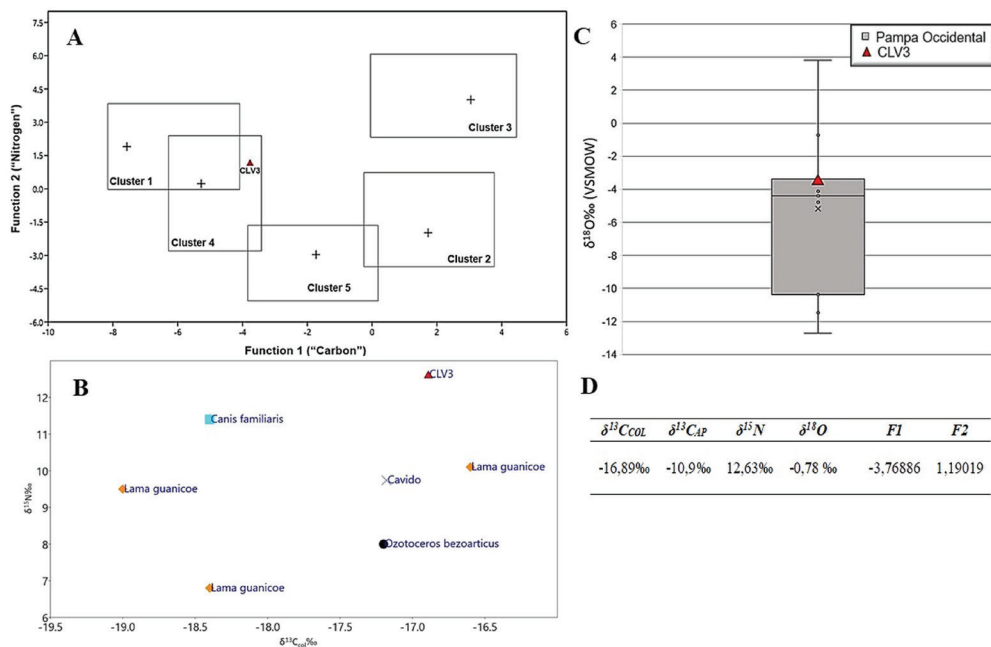 A
7.5
6.0
4.5
3.0
1.5
0.0
-1.5
-3.0
-4.5
-6.0
Function 2 ("Nitrogen")
Cluster 3
Cluster 1
CLV3
Cluster 4
Cluster 5
Cluster 2
-10 -8 -6 -4 -2 0 2 4 6
Function 1 ("Carbon")
B
12
11
10
9
8
7
6
δ¹⁵N‰
CLV3
Canis familiaris
Lama guanicoe
Lama guanicoe
Cavido
Ozotoceros bezoarticus
Lama guanicoe
-19.5 -19.0 -18.5 -18.0 -17.5 -17.0 -16.5
δ¹³Ccol‰
C
Pampa Occidental
CLV3
6
4
2
0
-2
-4
-6
-8
-10
-12
-14
δ¹⁸O‰ (VSMOW)
D
δ¹³CCOL δ¹³CAP δ¹⁵N δ¹⁸O F1 F2
-16,89‰ -10,9‰ 12,63‰ -0,78 ‰ -3,76886 1,19019